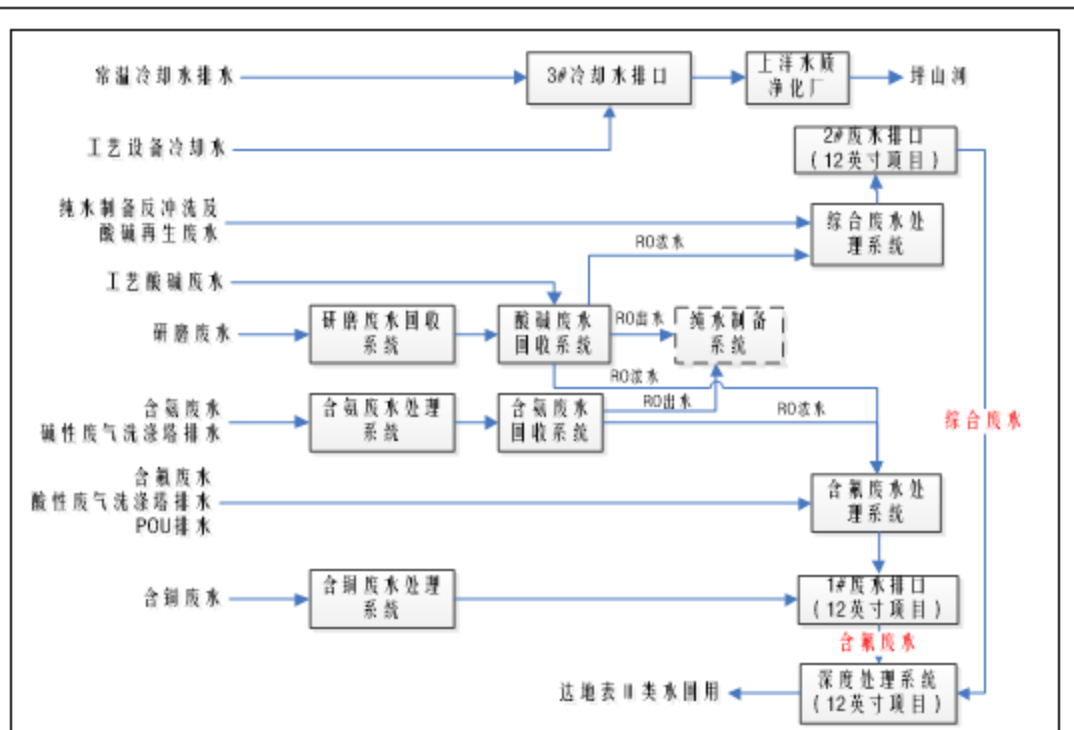 常温冷却水排水
3#冷却水排口
上洋水质
净化厂
坪山河
工艺设备冷却水
2#废水排口
(12英寸项目)
纯水制备反冲洗及
酸碱再生废水
综合废水处
理系统
RO浓水
工艺酸碱废水
研磨废水
研磨废水回收
系统
酸碱废水
回收系统
RO出水
纯水制备
系统
RO浓水
含氨废水
碱性废气洗涤塔排水
含氨废水处理
系统
含氨废水
回收系统
RO出水
RO浓水
综合废水
含氟废水
酸性废气洗涤塔排水
POU排水
含氟废水处
理系统
含铜废水
含铜废水处理
系统
1#废水排口
(12英寸项目)
含氟废水
达地表Ⅲ类水回用
深度处理系统
(12英寸项目)